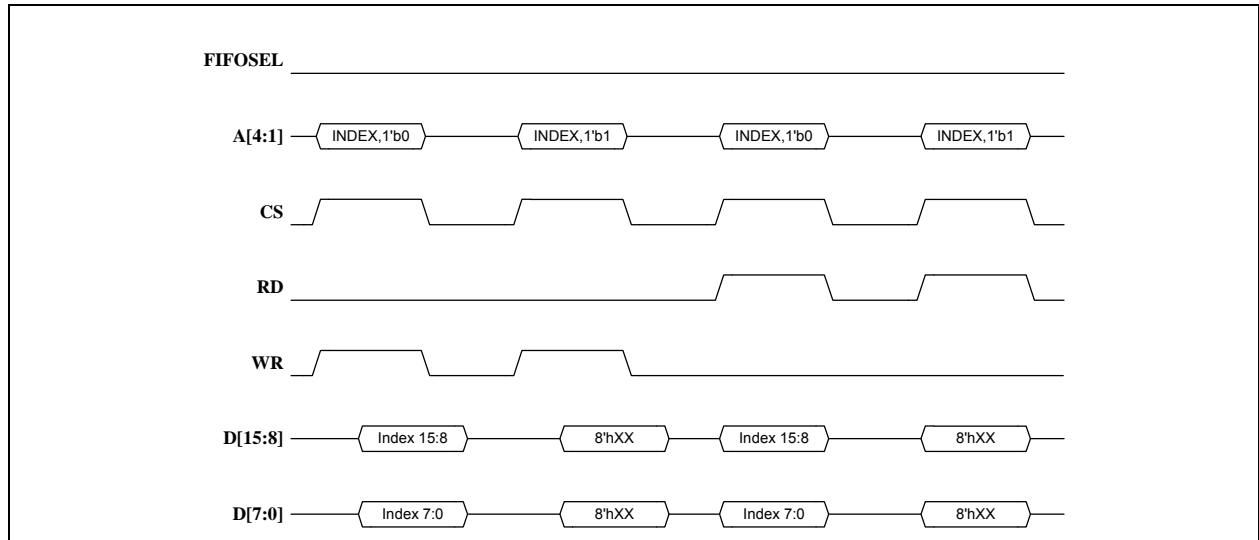 FIFOSEL
A[4:1] INDEX,1'b0 INDEX,1'b1 INDEX,1'b0 INDEX,1'b1
CS
RD
WR
D[15:8] Index 15:8 8'hXX Index 15:8 8'hXX
D[7:0] Index 7:0 8'hXX Index 7:0 8'hXX